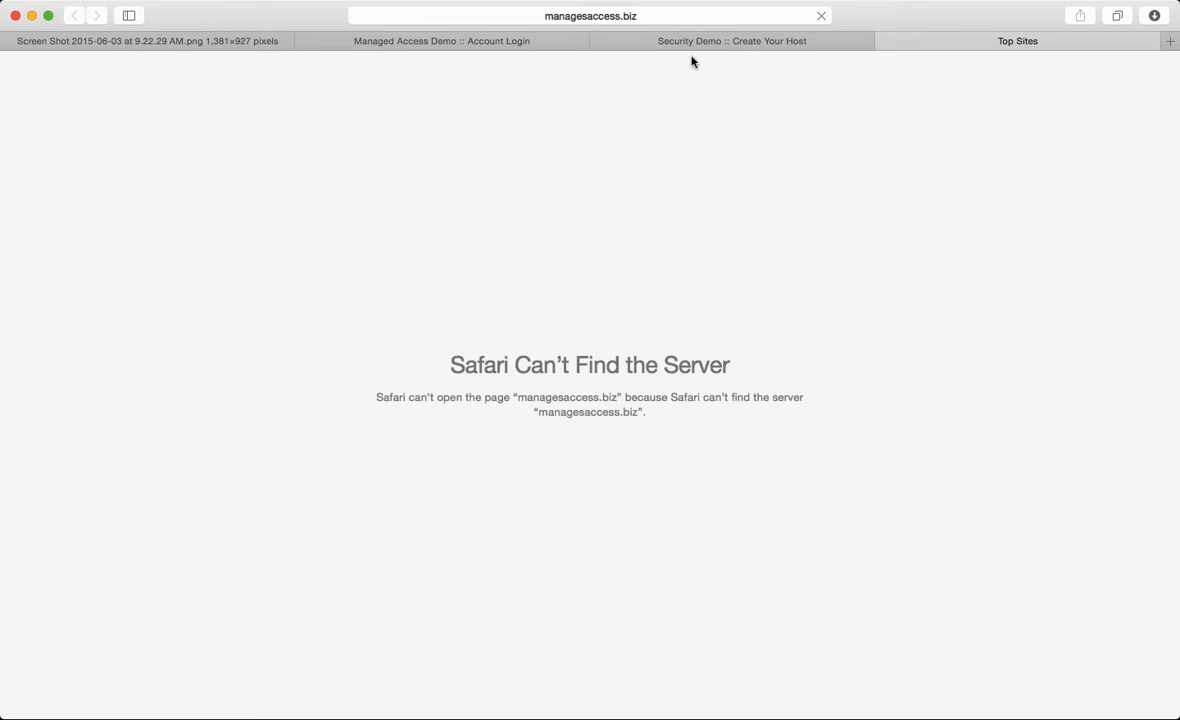 managesaccess.biz
Screen Shot 2015-06-03 at 9.22.29 AM.png 1,381×927 pixels
Managed Access Demo :: Account Login
Security Demo :: Create Your Host
Top Sites
Safari Can’t Find the Server
Safari can’t open the page “managesaccess.biz” because Safari can’t find the server
“managesaccess.biz”.